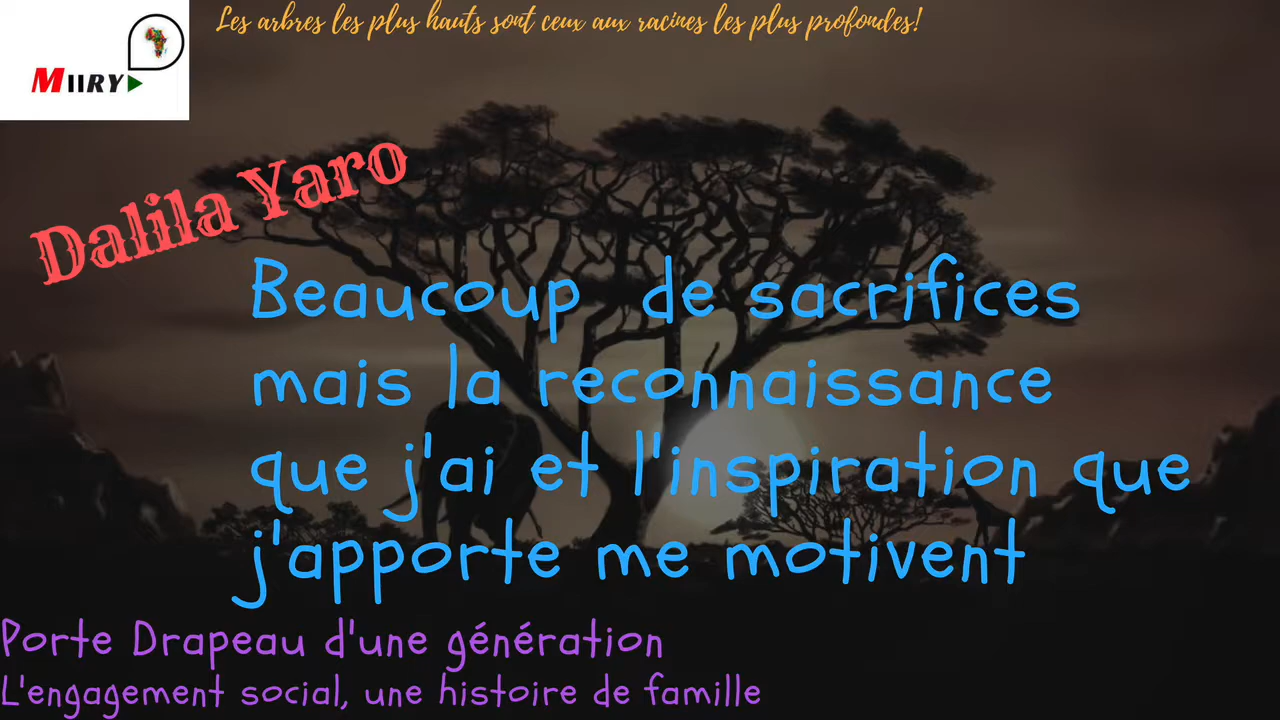 Les arbres les plus hauts sont ceux aux racines les plus profondes!
MIIRY
Dalila Yaro
Beaucoup de sacrifices
mais la reconnaissance
que j'ai et l'inspiration que
j'apporte me motivent
Porte Drapeau d'une génération
L'engagement social, une histoire de famille